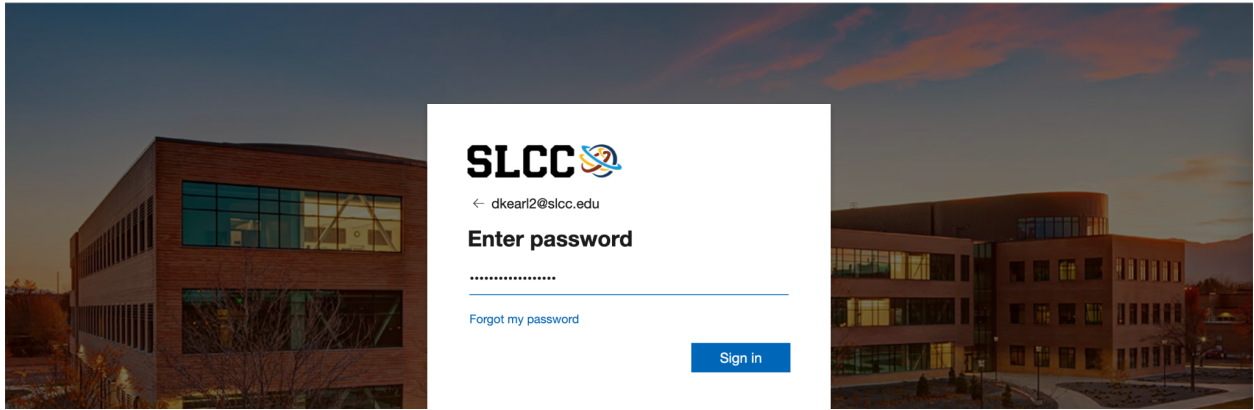 SLCC
← dkearl2@slcc.edu
Enter password
••••••••••••••••••
Forgot my password
Sign in